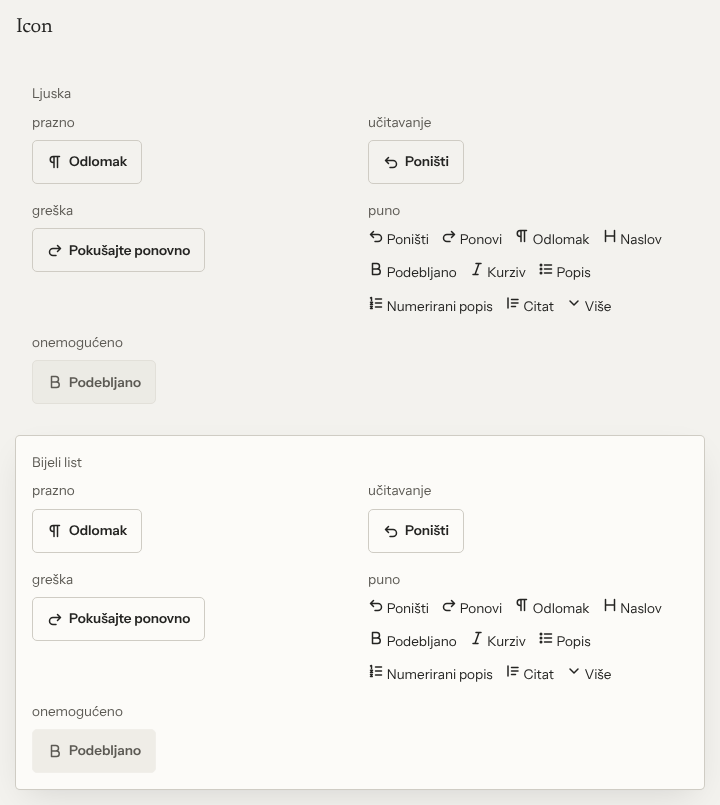 Icon
Ljuska
prazno
učitavanje
Odlomak
Poništi
greška
puno
Pokušajte ponovno
Poništi Ponovi Odlomak Naslov
Podebljano Kurziv Popis
Numerirani popis Citat Više
onemogućeno
Podebljano
Bijeli list
prazno
učitavanje
Odlomak
Poništi
greška
puno
Pokušajte ponovno
Poništi Ponovi Odlomak Naslov
Podebljano Kurziv Popis
Numerirani popis Citat Više
onemogućeno
Podebljano